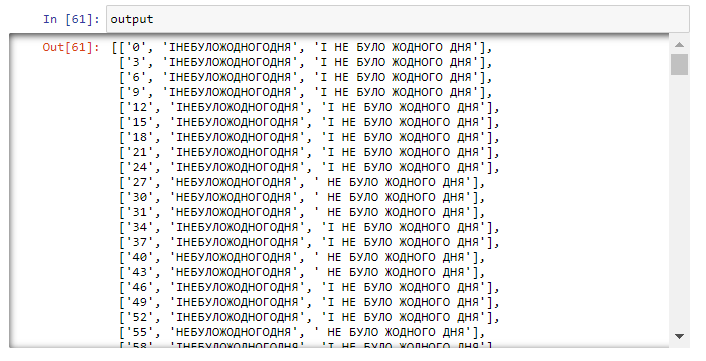 In [61]: output
Out[61]: [['0', 'ІНЕБУЛОЖОДНОГОДНЯ', 'І НЕ БУЛО ЖОДНОГО ДНЯ'],
['3', 'ІНЕБУЛОЖОДНОГОДНЯ', 'І НЕ БУЛО ЖОДНОГО ДНЯ'],
['6', 'ІНЕБУЛОЖОДНОГОДНЯ', 'І НЕ БУЛО ЖОДНОГО ДНЯ'],
['9', 'ІНЕБУЛОЖОДНОГОДНЯ', 'І НЕ БУЛО ЖОДНОГО ДНЯ'],
['12', 'ІНЕБУЛОЖОДНОГОДНЯ', 'І НЕ БУЛО ЖОДНОГО ДНЯ'],
['15', 'ІНЕБУЛОЖОДНОГОДНЯ', 'І НЕ БУЛО ЖОДНОГО ДНЯ'],
['18', 'ІНЕБУЛОЖОДНОГОДНЯ', 'І НЕ БУЛО ЖОДНОГО ДНЯ'],
['21', 'ІНЕБУЛОЖОДНОГОДНЯ', 'І НЕ БУЛО ЖОДНОГО ДНЯ'],
['24', 'ІНЕБУЛОЖОДНОГОДНЯ', 'І НЕ БУЛО ЖОДНОГО ДНЯ'],
['27', 'НЕБУЛОЖОДНОГОДНЯ', ' НЕ БУЛО ЖОДНОГО ДНЯ'],
['30', 'НЕБУЛОЖОДНОГОДНЯ', ' НЕ БУЛО ЖОДНОГО ДНЯ'],
['31', 'НЕБУЛОЖОДНОГОДНЯ', ' НЕ БУЛО ЖОДНОГО ДНЯ'],
['34', 'ІНЕБУЛОЖОДНОГОДНЯ', 'І НЕ БУЛО ЖОДНОГО ДНЯ'],
['37', 'ІНЕБУЛОЖОДНОГОДНЯ', 'І НЕ БУЛО ЖОДНОГО ДНЯ'],
['40', 'НЕБУЛОЖОДНОГОДНЯ', ' НЕ БУЛО ЖОДНОГО ДНЯ'],
['43', 'НЕБУЛОЖОДНОГОДНЯ', ' НЕ БУЛО ЖОДНОГО ДНЯ'],
['46', 'ІНЕБУЛОЖОДНОГОДНЯ', 'І НЕ БУЛО ЖОДНОГО ДНЯ'],
['49', 'ІНЕБУЛОЖОДНОГОДНЯ', 'І НЕ БУЛО ЖОДНОГО ДНЯ'],
['52', 'ІНЕБУЛОЖОДНОГОДНЯ', 'І НЕ БУЛО ЖОДНОГО ДНЯ'],
['55', 'НЕБУЛОЖОДНОГОДНЯ', ' НЕ БУЛО ЖОДНОГО ДНЯ'],
['58', 'ІНЕБУЛОЖОДНОГОДНЯ', 'І НЕ БУЛО ЖОДНОГО ДНЯ'],